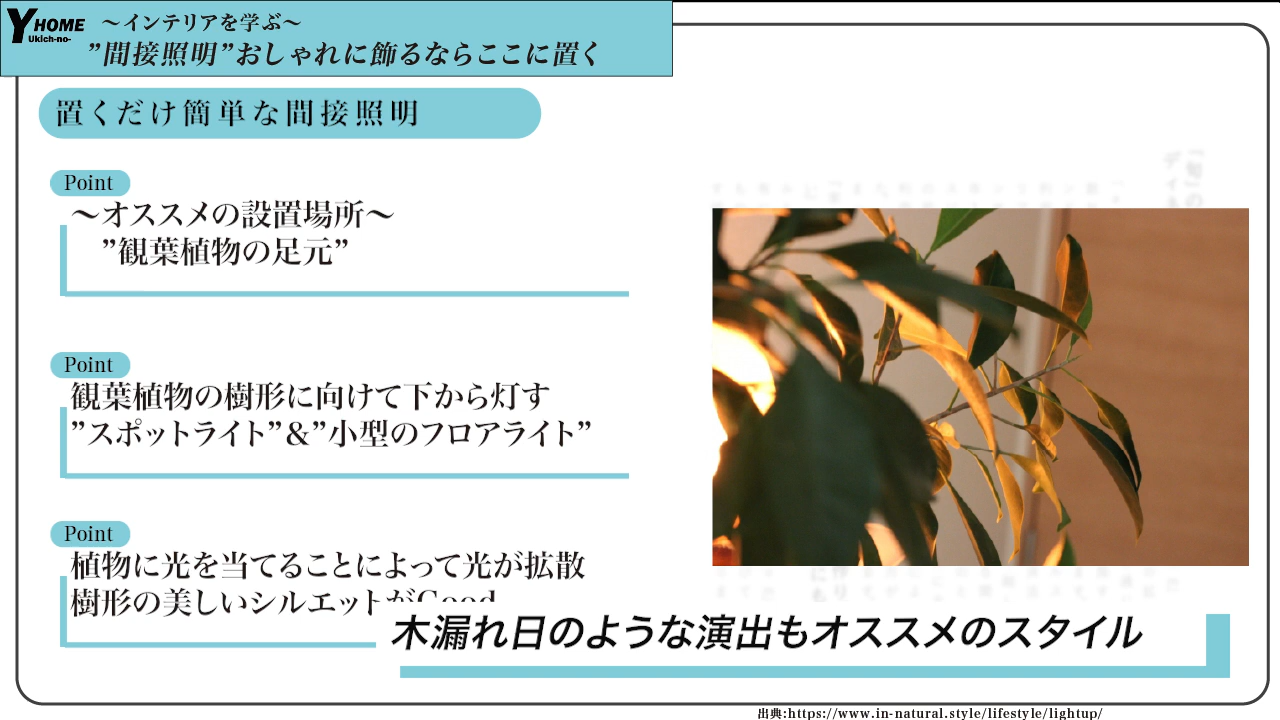 YHOME
Ukich-no-
～インテリアを学ぶ～
”間接照明”おしゃれに飾るならここに置く
置くだけ簡単な間接照明
Point
～オススメの設置場所～
”観葉植物の足元”
Point
観葉植物の樹形に向けて下から灯す
”スポットライト”＆”小型のフロアライト”
Point
植物に光を当てることによって光が拡散
樹形の美しいシルエットがGood
木漏れ日のような演出もオススメのスタイル
出典:https://www.in-natural.style/lifestyle/lightup/